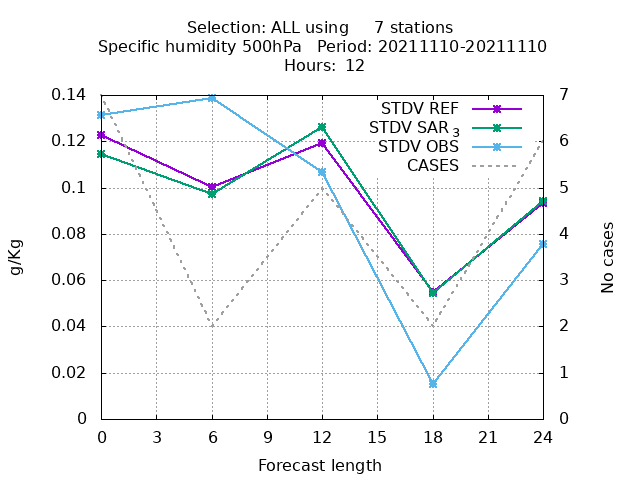 Selection: ALL using     7 stations
Specific humidity 500hPa   Period: 20211110-20211110
Hours: 12
STDV REF
STDV SAR3
STDV OBS
CASES
0.14
0.12
0.1
0.08
0.06
0.04
0.02
0
g/Kg
7
6
5
4
3
2
1
0
No cases
0 3 6 9 12 15 18 21 24
Forecast length